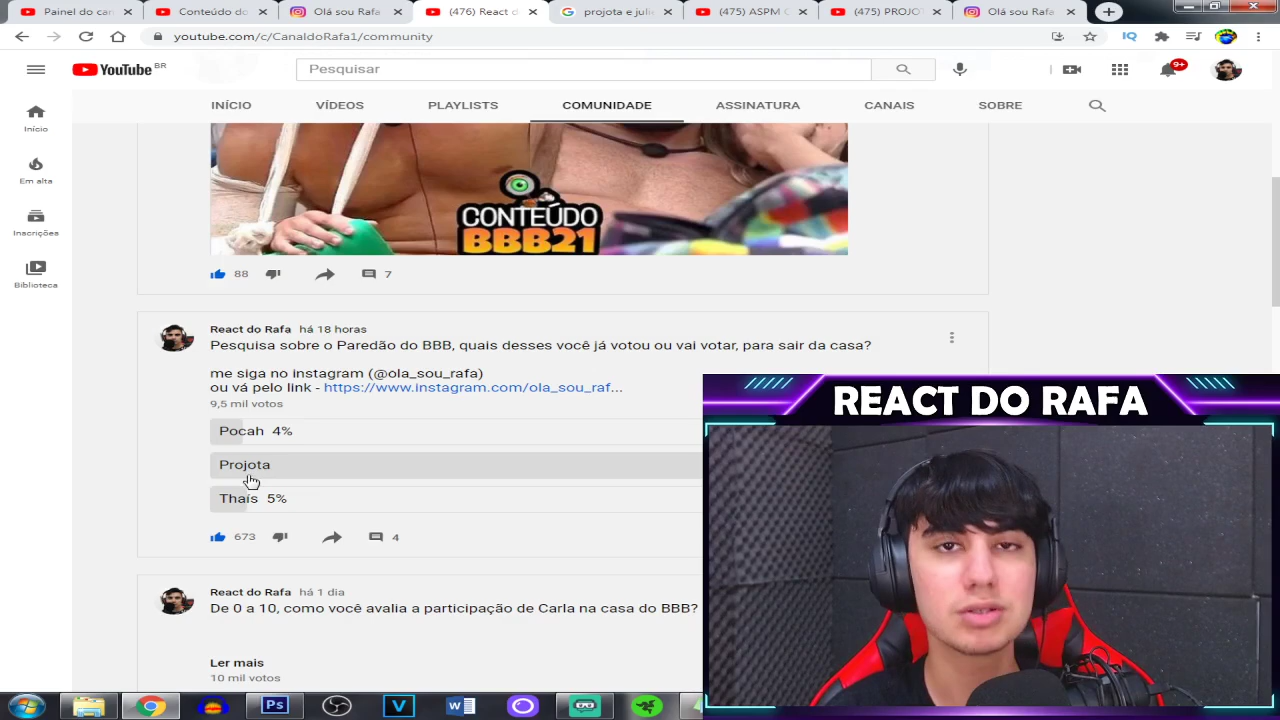 Painel do car
Conteúdo do
Olá sou Rafa
(476) React d
projota e julie
(475) ASPM
(475) PROJOT
Olá sou Rafa
youtube.com/c/CanaldoRafa1/community
IQ
YouTube BR
Pesquisar
9+
INÍCIO
VÍDEOS
PLAYLISTS
COMUNIDADE
ASSINATURA
CANAIS
SOBRE
Início
Em alta
Inscrições
Biblioteca
CONTEÚDO
BBB21
88
7
React do Rafa há 18 horas
Pesquisa sobre o Paredão do BBB, quais desses você já votou ou vai votar, para sair da casa?
me siga no instagram (@ola_sou_rafa)
ou vá pelo link - https://www.instagram.com/ola_sou_raf...
9,5 mil votos
Pocah 4%
Projota
Thaís 5%
673
4
React do Rafa há 1 dia
De 0 a 10, como você avalia a participação de Carla na casa do BBB?
Ler mais
10 mil votos
REACT DO RAFA
Ps
V
W